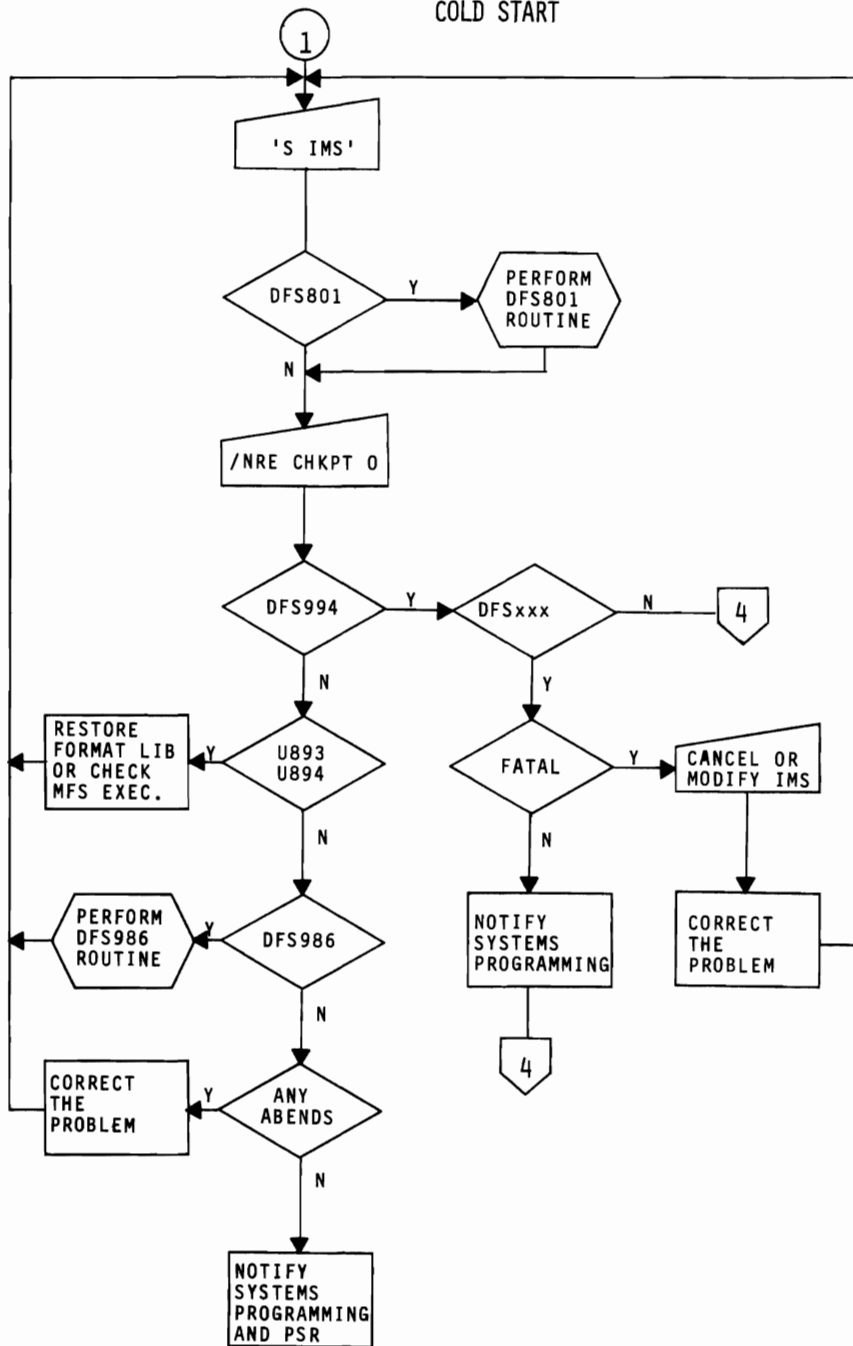 COLD START
1
'S IMS'
DFS801
Y
PERFORM
DFS801
ROUTINE
N
/NRE CHKPT 0
DFS994
Y
DFSxxx
N
4
N
Y
RESTORE
FORMAT LIB
OR CHECK
MFS EXEC.
Y
U893
U894
FATAL
Y
CANCEL OR
MODIFY IMS
N
N
PERFORM
DFS986
ROUTINE
Y
DFS986
NOTIFY
SYSTEMS
PROGRAMMING
CORRECT
THE
PROBLEM
N
4
CORRECT
THE
PROBLEM
Y
ANY
ABENDS
N
NOTIFY
SYSTEMS
PROGRAMMING
AND PSR